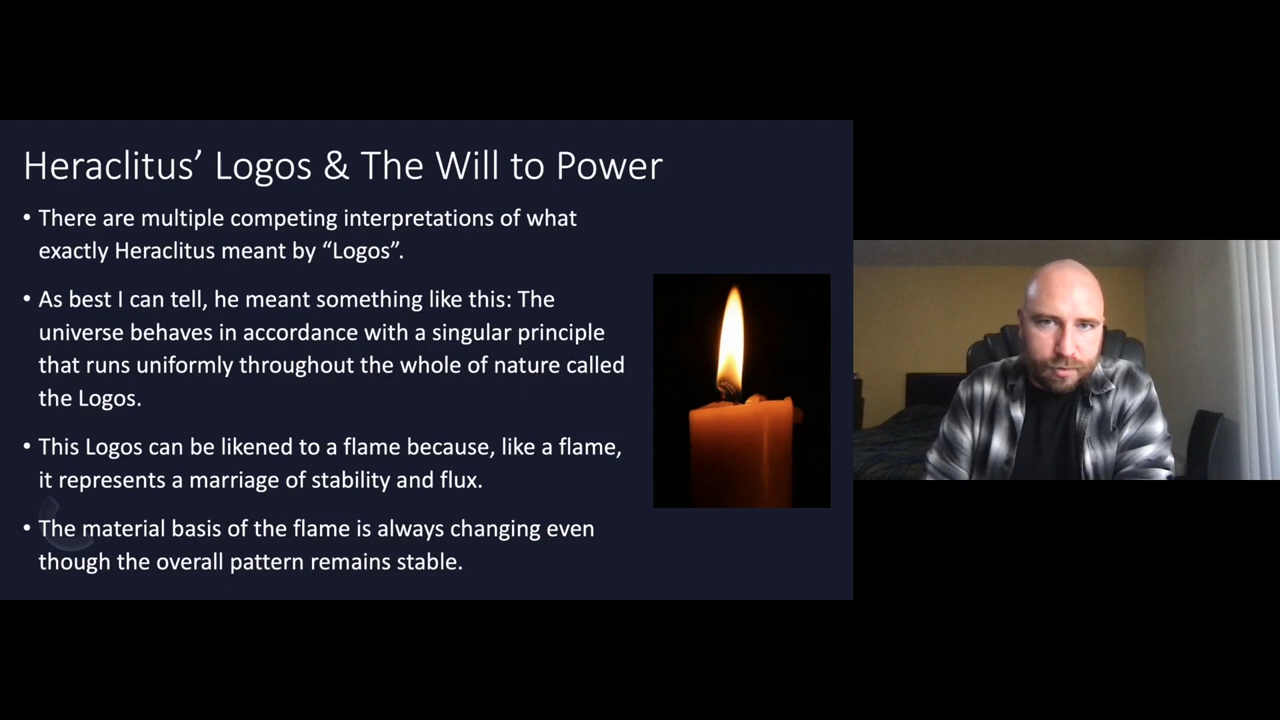 Heraclitus’ Logos & The Will to Power
• There are multiple competing interpretations of what
exactly Heraclitus meant by “Logos”.
• As best I can tell, he meant something like this: The
universe behaves in accordance with a singular principle
that runs uniformly throughout the whole of nature called
the Logos.
• This Logos can be likened to a flame because, like a flame,
it represents a marriage of stability and flux.
• The material basis of the flame is always changing even
though the overall pattern remains stable.